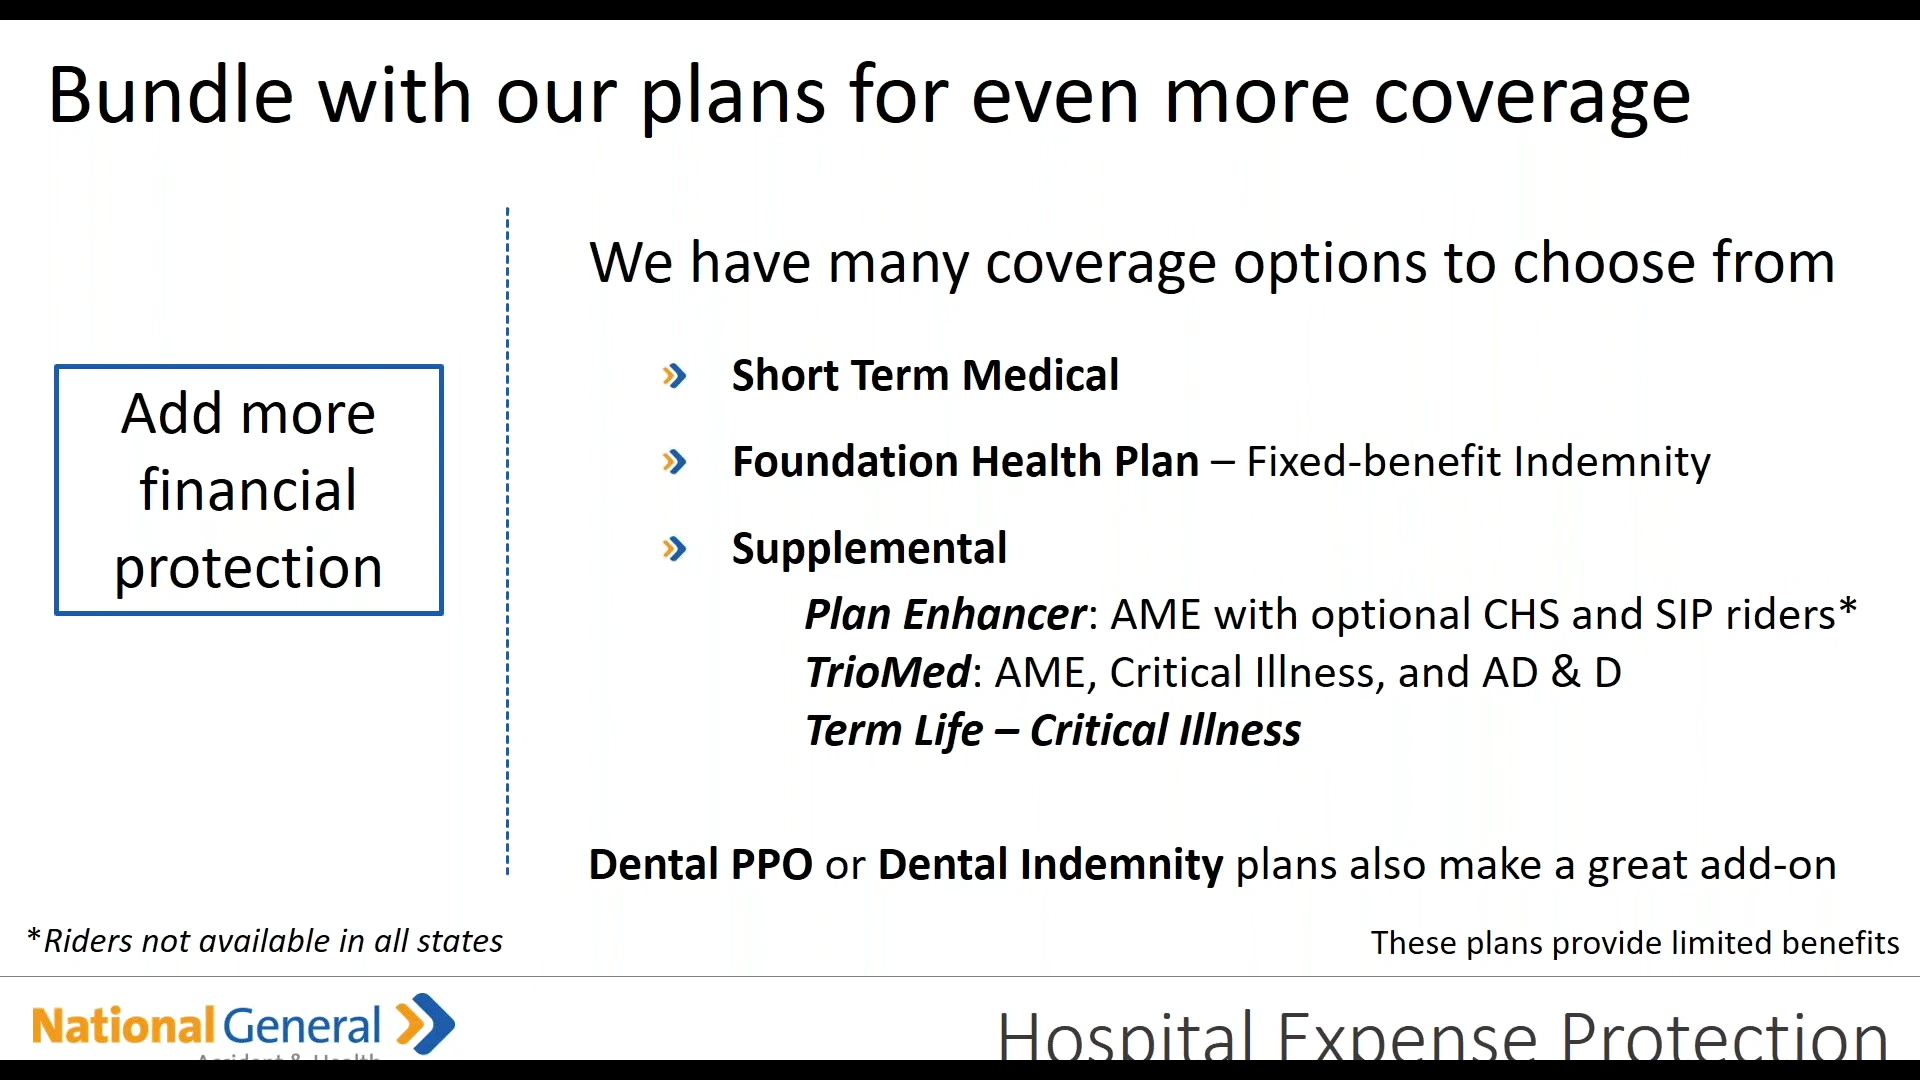 Bundle with our plans for even more coverage
We have many coverage options to choose from
Add more
financial
protection
Short Term Medical
Foundation Health Plan – Fixed-benefit Indemnity
Supplemental
Plan Enhancer: AME with optional CHS and SIP riders*
TrioMed: AME, Critical Illness, and AD & D
Term Life – Critical Illness
Dental PPO or Dental Indemnity plans also make a great add-on
*Riders not available in all states
These plans provide limited benefits
National General
Accident & Health
Hospital Expense Protection